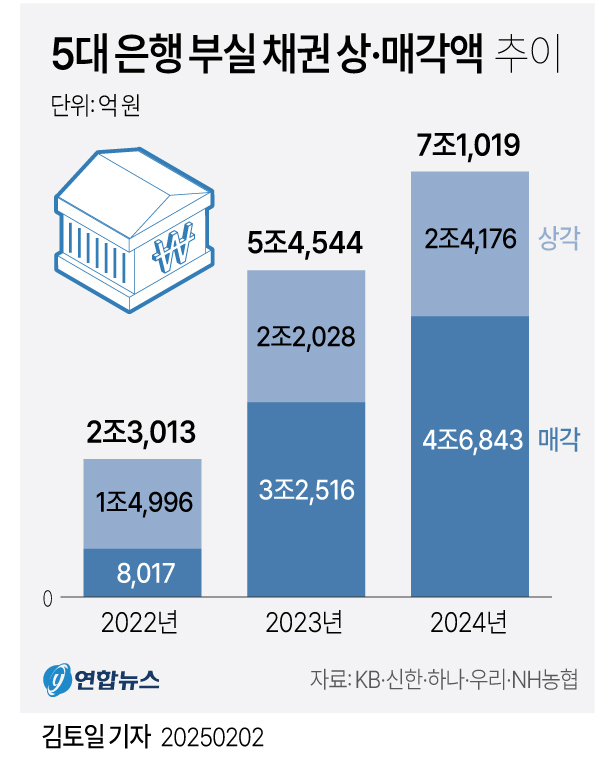 5대 은행 부실 채권 상·매각액 추이
단위: 억 원
7조1,019
2조4,176 상각
5조4,544
2조2,028
4조6,843 매각
2조3,013
3조2,516
1조4,996
8,017
0
2022년 2023년 2024년
연합뉴스 자료: KB·신한·하나·우리·NH농협
김토일 기자 20250202